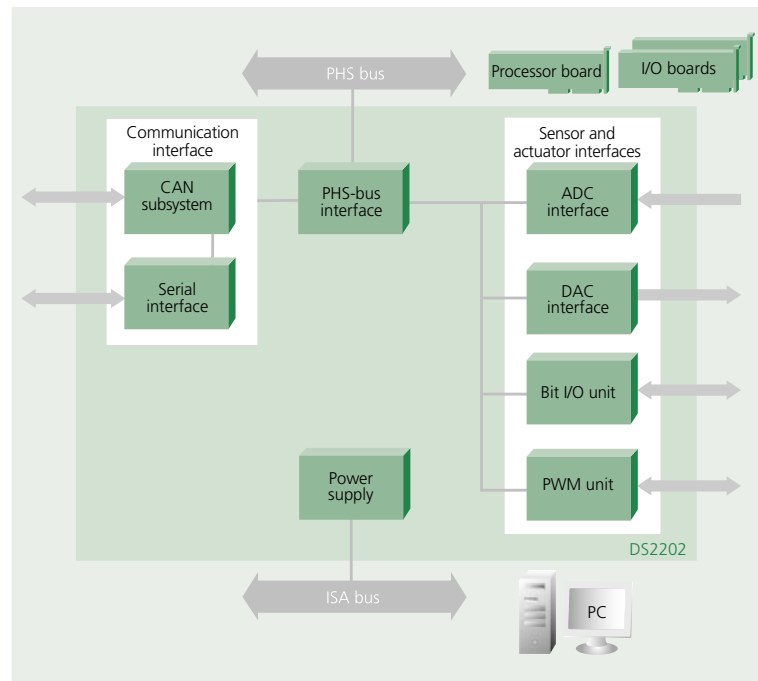 PHS bus
Processor board
I/O boards
Communication
interface
Sensor and
actuator interfaces
CAN
subsystem
PHS-bus
interface
ADC
interface
Serial
interface
DAC
interface
Bit I/O unit
Power
supply
PWM unit
DS2202
ISA bus
PC